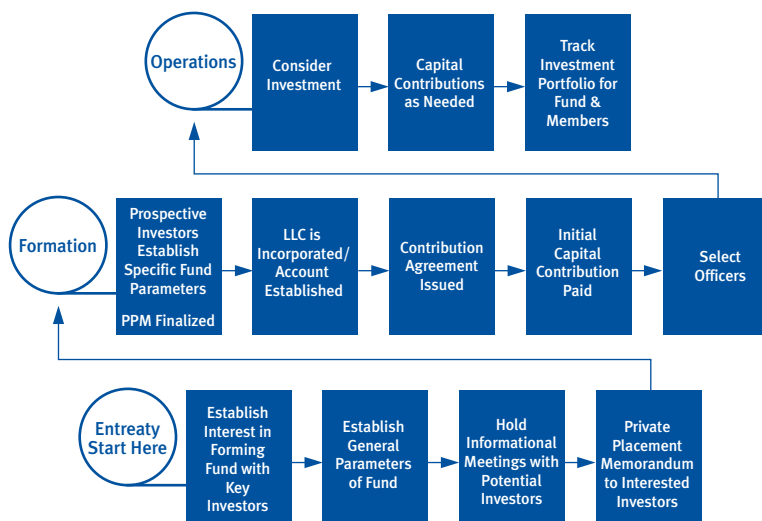 Operations
Consider
Investment
Capital
Contributions
as Needed
Track
Investment
Portfolio for
Fund &
Members
Formation
Prospective
Investors
Establish
Specific Fund
Parameters
PPM Finalized
LLC is
Incorporated/
Account
Established
Contribution
Agreement
Issued
Initial
Capital
Contribution
Paid
Select
Officers
Entreaty
Start Here
Establish
Interest in
Forming
Fund with
Key
Investors
Establish
General
Parameters
of Fund
Hold
Informational
Meetings with
Potential
Investors
Private
Placement
Memorandum
to Interested
Investors